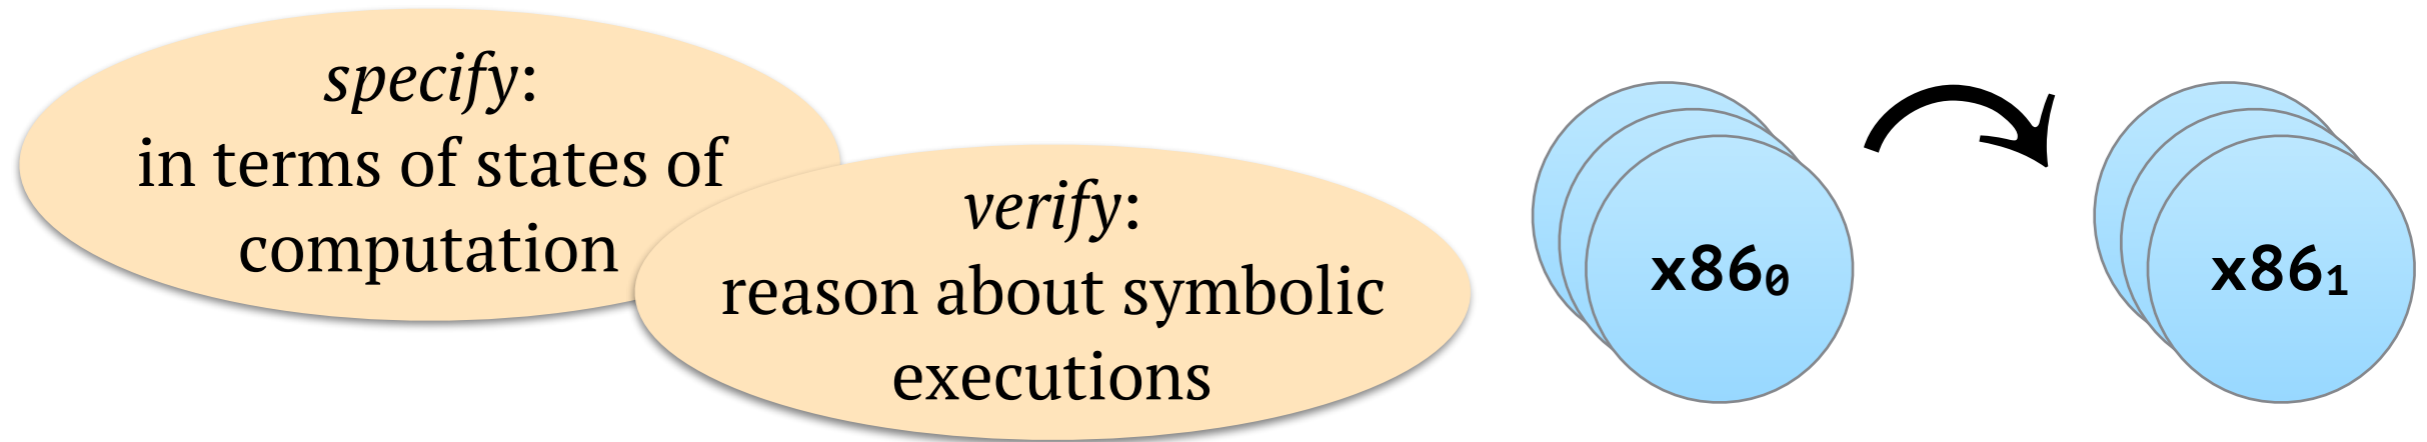 specify:
in terms of states of
computation
verify:
reason about symbolic
executions
x86₀
x86₁